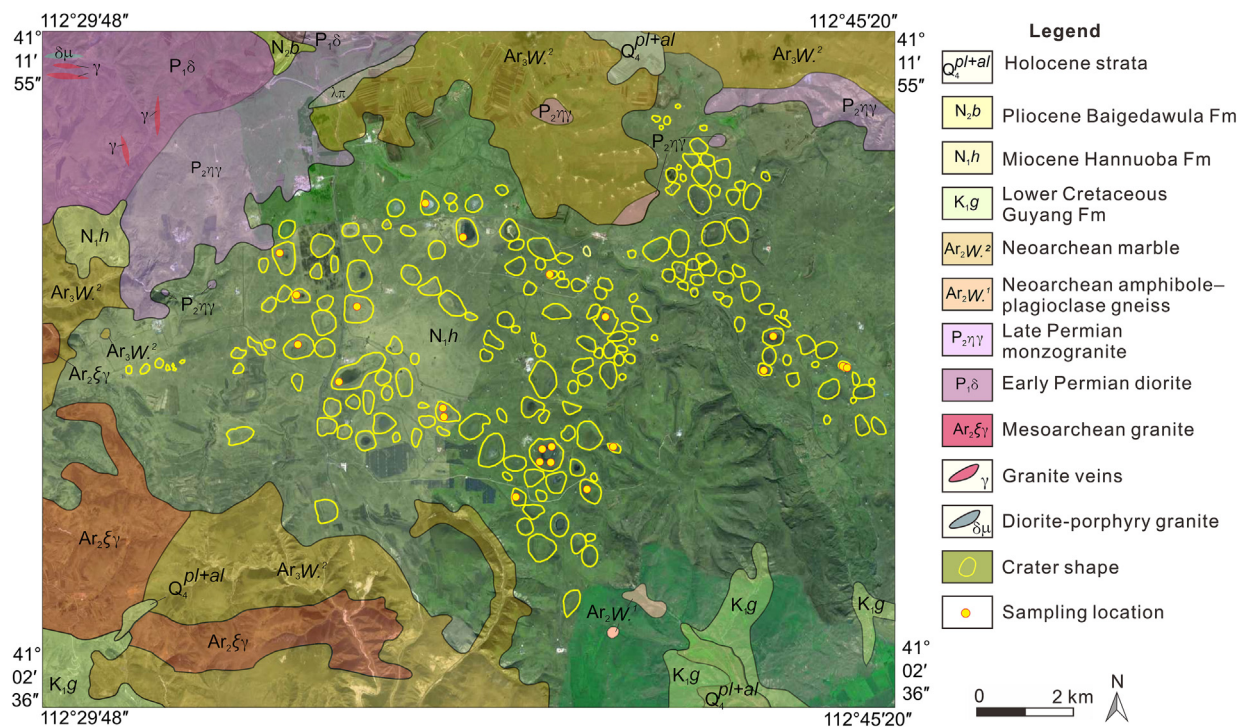 112°29′48″
112°45′20″
41°
11′
55″
41°
11′
55″
δμ
γ
P₁δ
N₂b
P₁δ
Ar₃W.²
Q₄ᵖˡ⁺ᵃˡ
Ar₃W.²
λπ
P₂ηγ
P₂ηγ
γ
P₂ηγ
γ
P₂ηγ
N₁h
Ar₃W.²
P₂ηγ
N₁h
Ar₃W.²
Ar₂ξγ
Ar₂ξγ
Ar₃W.²
Q₄ᵖˡ⁺ᵃˡ
Ar₂W.¹
K₁g
K₁g
Ar₂ξγ
K₁g
Q₄ᵖˡ⁺ᵃˡ
41°
02′
36″
41°
02′
36″
112°29′48″
112°45′20″
Legend
Q₄ᵖˡ⁺ᵃˡ Holocene strata
N₂b Pliocene Baigedawula Fm
N₁h Miocene Hannuoba Fm
K₁g Lower Cretaceous
Guyang Fm
Ar₂W.² Neoarchean marble
Ar₂W.¹ Neoarchean amphibole–
plagioclase gneiss
P₂ηγ Late Permian
monzogranite
P₁δ Early Permian diorite
Ar₂ξγ Mesoarchean granite
γ Granite veins
δμ Diorite-porphyry granite
Crater shape
Sampling location
0 2 km
N